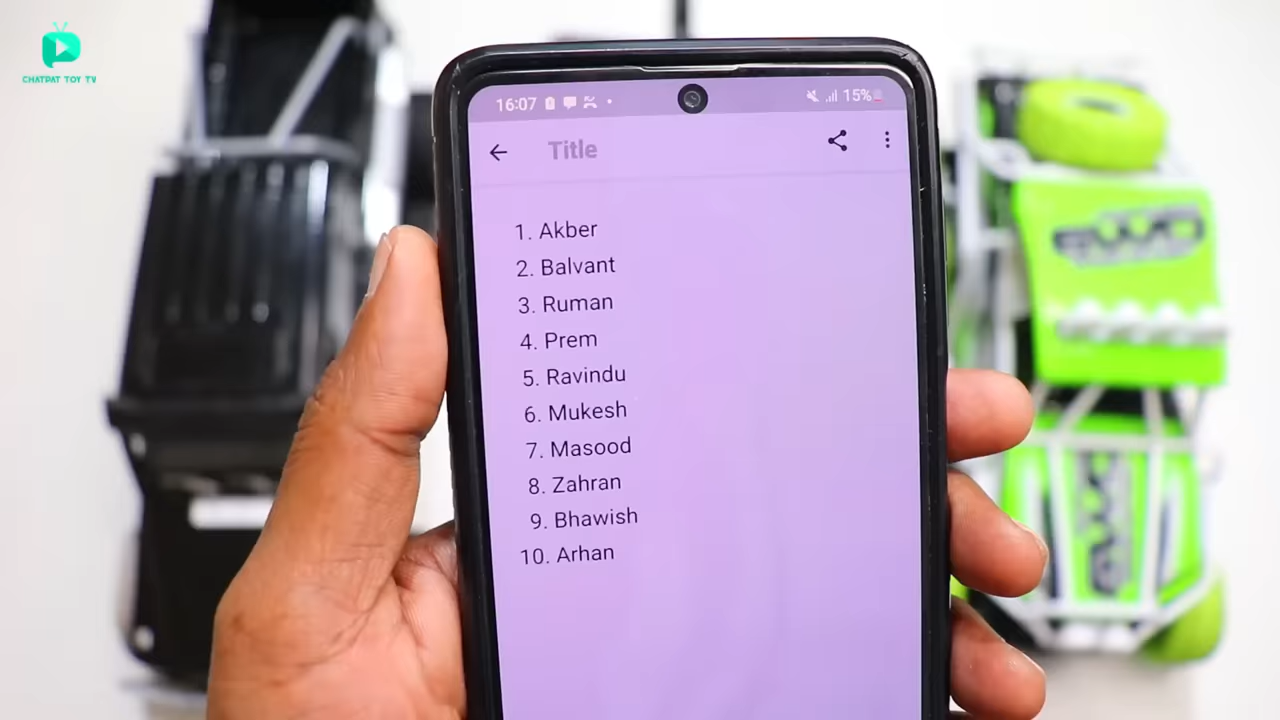 CHATPAT TOY TV
16:07
15%
Title
1. Akber
2. Balvant
3. Ruman
4. Prem
5. Ravindu
6. Mukesh
7. Masood
8. Zahran
9. Bhawish
10. Arhan